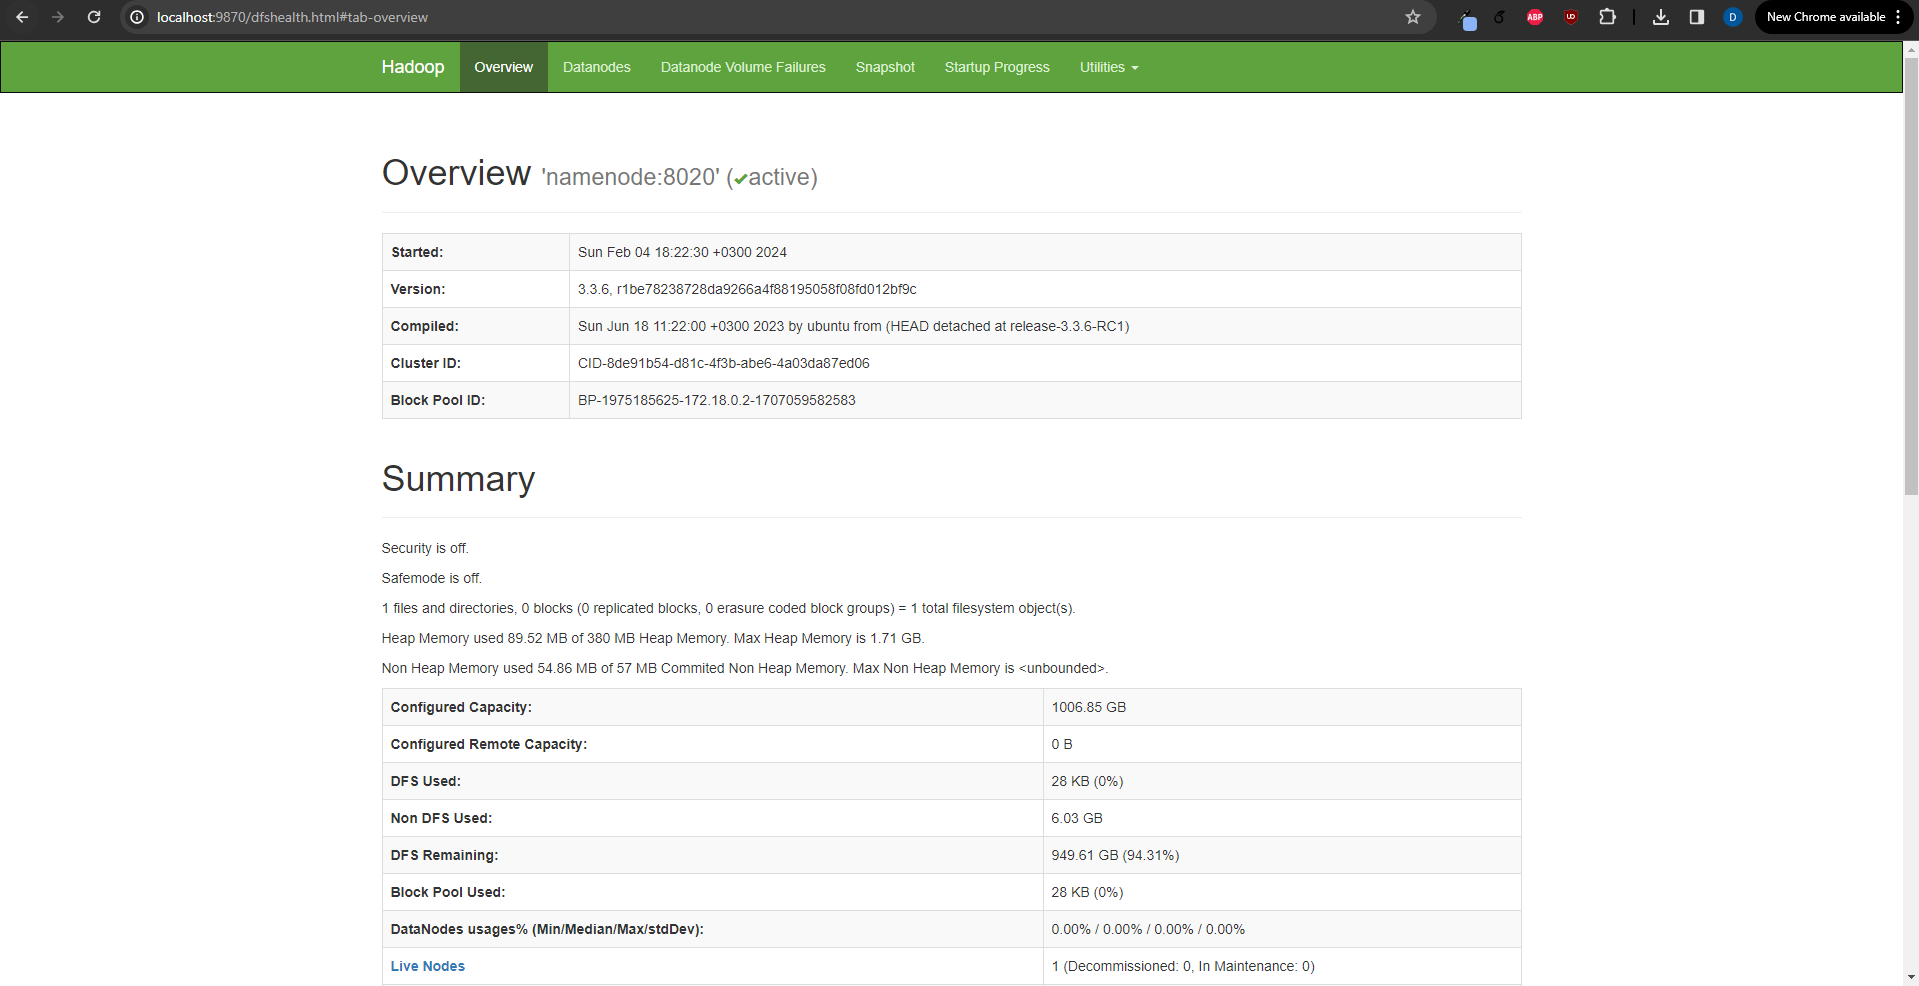 localhost:9870/dfshealth.html#tab-overview
ABP
UD
D
New Chrome available
Hadoop Overview Datanodes Datanode Volume Failures Snapshot Startup Progress Utilities
Overview 'namenode:8020' (✔active)
Started: Sun Feb 04 18:22:30 +0300 2024
Version: 3.3.6, r1be78238728da9266a4f88195058f08fd012bf9c
Compiled: Sun Jun 18 11:22:00 +0300 2023 by ubuntu from (HEAD detached at release-3.3.6-RC1)
Cluster ID: CID-8de91b54-d81c-4f3b-abe6-4a03da87ed06
Block Pool ID: BP-1975185625-172.18.0.2-1707059582583
Summary
Security is off.
Safemode is off.
1 files and directories, 0 blocks (0 replicated blocks, 0 erasure coded block groups) = 1 total filesystem object(s).
Heap Memory used 89.52 MB of 380 MB Heap Memory. Max Heap Memory is 1.71 GB.
Non Heap Memory used 54.86 MB of 57 MB Commited Non Heap Memory. Max Non Heap Memory is <unbounded>.
Configured Capacity: 1006.85 GB
Configured Remote Capacity: 0 B
DFS Used: 28 KB (0%)
Non DFS Used: 6.03 GB
DFS Remaining: 949.61 GB (94.31%)
Block Pool Used: 28 KB (0%)
DataNodes usages% (Min/Median/Max/stdDev): 0.00% / 0.00% / 0.00% / 0.00%
Live Nodes 1 (Decommissioned: 0, In Maintenance: 0)